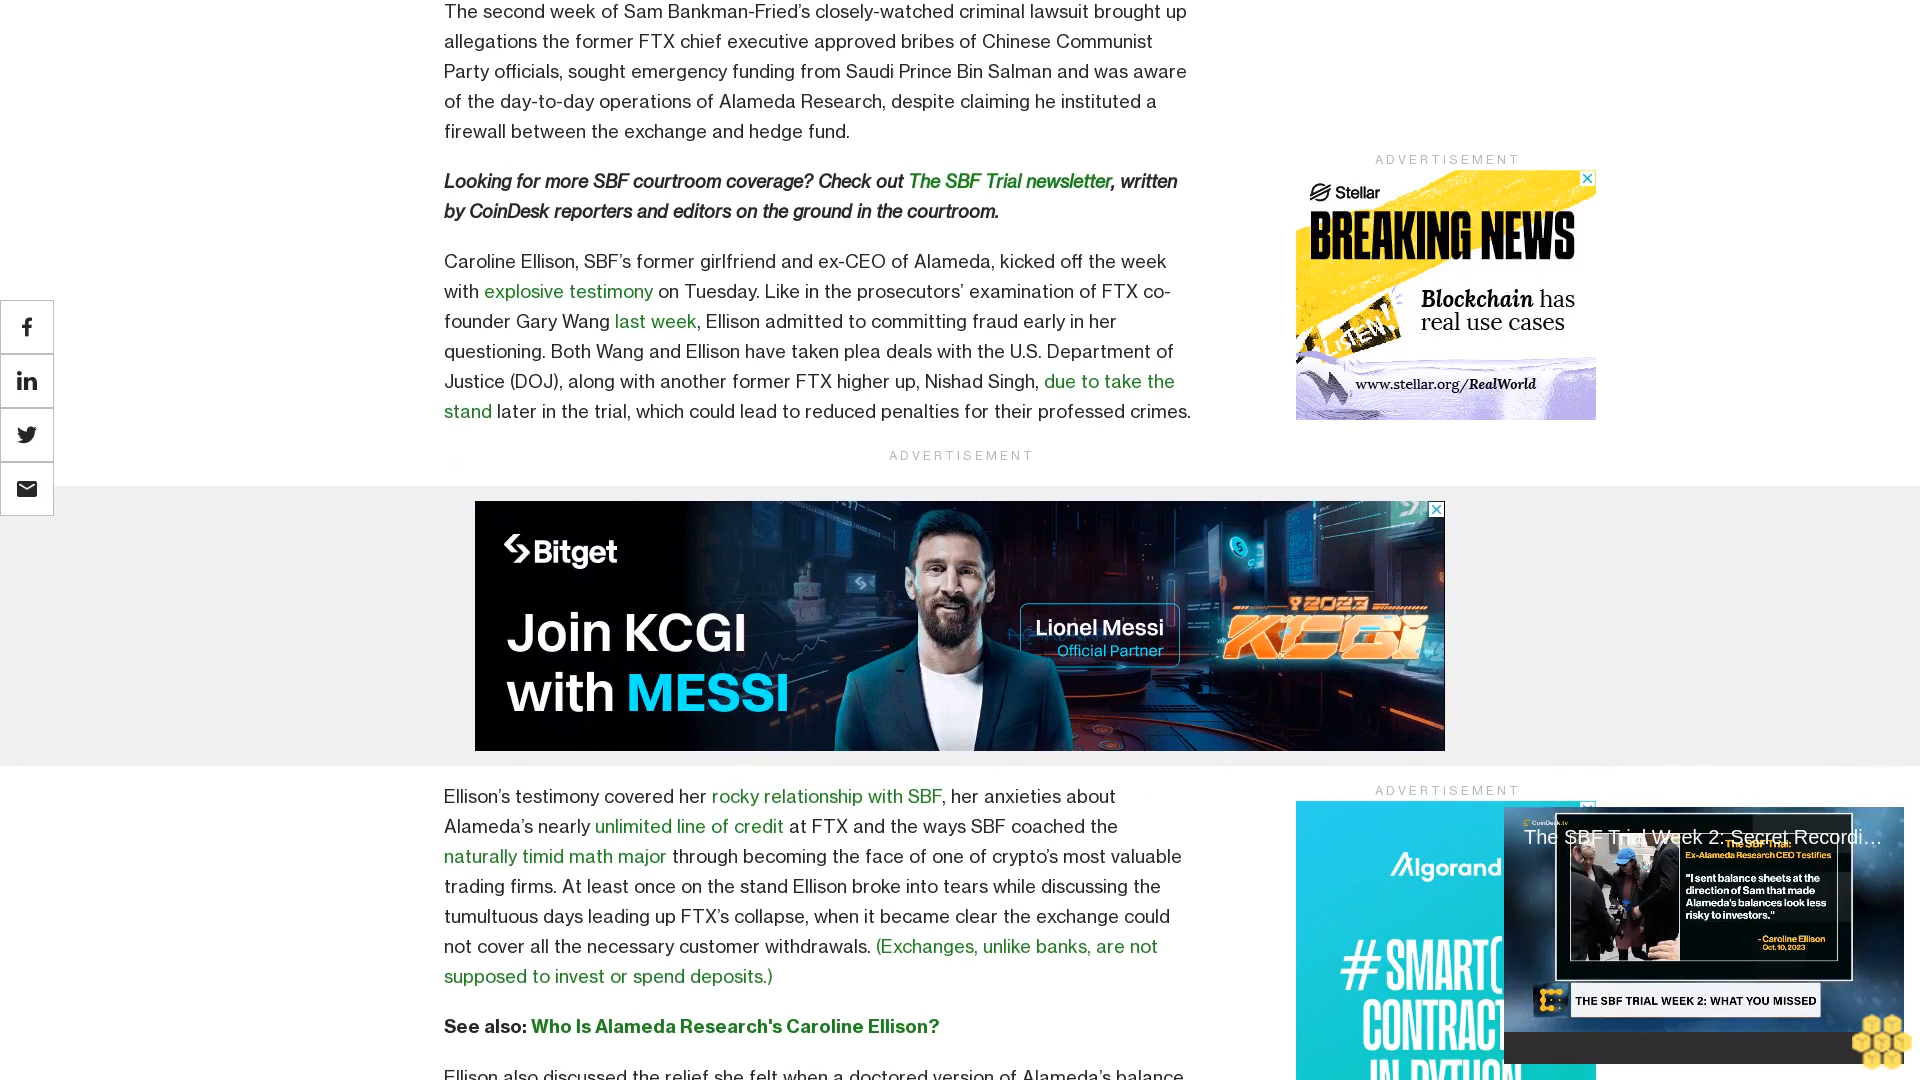 The second week of Sam Bankman-Fried’s closely-watched criminal lawsuit brought up
allegations the former FTX chief executive approved bribes of Chinese Communist
Party officials, sought emergency funding from Saudi Prince Bin Salman and was aware
of the day-to-day operations of Alameda Research, despite claiming he instituted a
firewall between the exchange and hedge fund.
Looking for more SBF courtroom coverage? Check out The SBF Trial newsletter, written
by CoinDesk reporters and editors on the ground in the courtroom.
Caroline Ellison, SBF’s former girlfriend and ex-CEO of Alameda, kicked off the week
with explosive testimony on Tuesday. Like in the prosecutors’ examination of FTX co-
founder Gary Wang last week, Ellison admitted to committing fraud early in her
questioning. Both Wang and Ellison have taken plea deals with the U.S. Department of
Justice (DOJ), along with another former FTX higher up, Nishad Singh, due to take the
stand later in the trial, which could lead to reduced penalties for their professed crimes.
ADVERTISEMENT
Stellar
BREAKING NEWS
Blockchain has
real use cases
LISTEN!
www.stellar.org/RealWorld
ADVERTISEMENT
Bitget
Join KCGI
with MESSI
Lionel Messi
Official Partner
2023
KCGI
Ellison’s testimony covered her rocky relationship with SBF, her anxieties about
Alameda’s nearly unlimited line of credit at FTX and the ways SBF coached the
naturally timid math major through becoming the face of one of crypto’s most valuable
trading firms. At least once on the stand Ellison broke into tears while discussing the
tumultuous days leading up FTX’s collapse, when it became clear the exchange could
not cover all the necessary customer withdrawals. (Exchanges, unlike banks, are not
supposed to invest or spend deposits.)
See also: Who Is Alameda Research's Caroline Ellison?
Ellison also discussed the relief she felt when a doctored version of Alameda’s balance
ADVERTISEMENT
Algorand
#SMART
CONTRACT
IN PYTHON
CoinDesk.tv
The SBF Trial Week 2: Secret Recordi…
The SBF Trial:
Ex-Alameda Research CEO Testifies
"I sent balance sheets at the
direction of Sam that made
Alameda's balances look less
risky to investors."
- Caroline Ellison
Oct. 10, 2023
THE SBF TRIAL WEEK 2: WHAT YOU MISSED